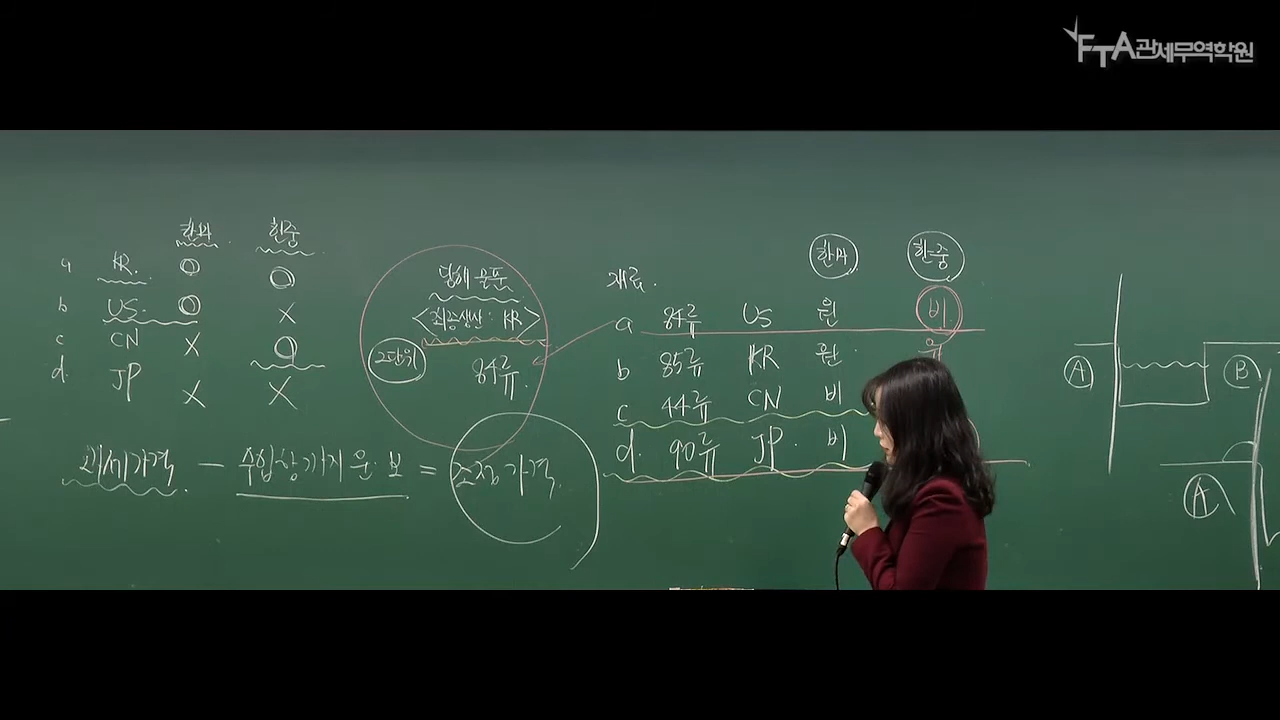 FTA관세무역학원
한미 한중
a KR O O
b US O X
c CN X O
d. JP X X
과세가격 - 수입항까지 운·보 = 조정가격
당해 물품
<최종생산: KR>
2단위 84류
재료.
한미 한중
a 84류 US 원 비
b 85류 KR 원
c 44류 CN 비
d. 90류 JP 비
A B
A